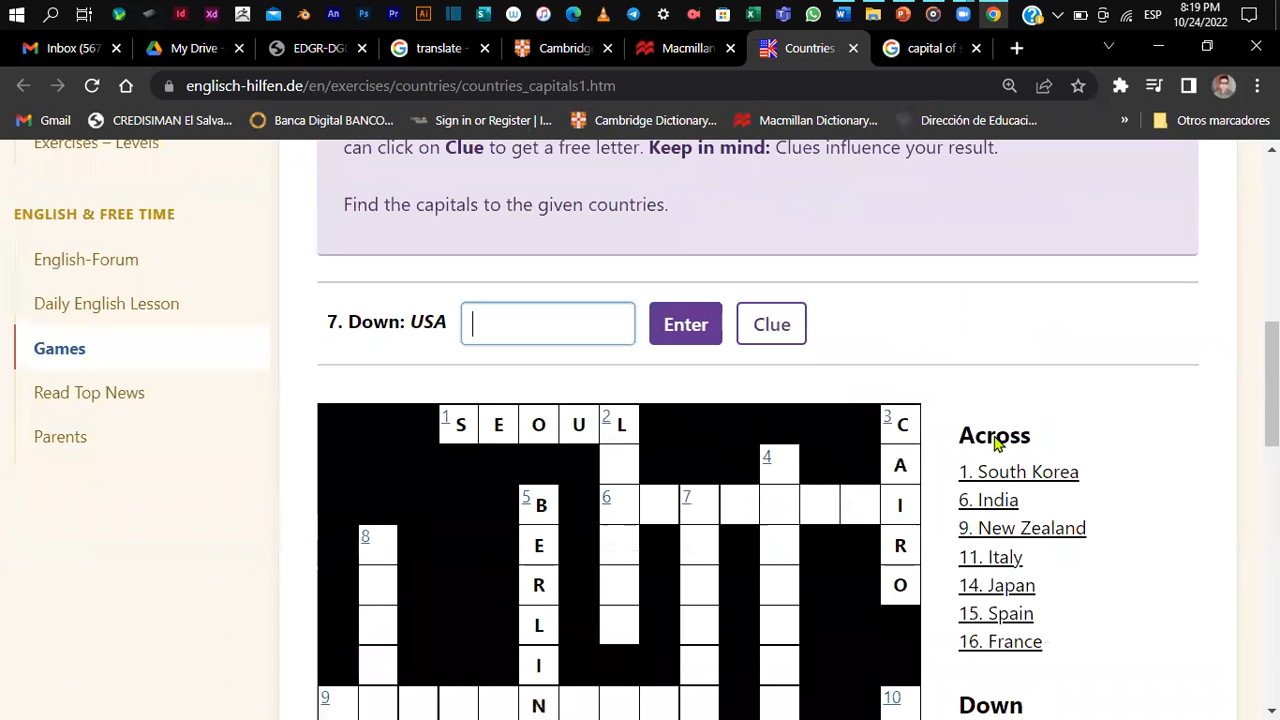 8:19 PM
ESP
10/24/2022
Inbox (567
My Drive -
EDGR-DG
translate -
Cambridg
Macmillan
Countries
capital of
englisch-hilfen.de/en/exercises/countries/countries_capitals1.htm
Gmail
CREDISIMAN El Salva...
Banca Digital BANCO...
Sign in or Register | I...
Cambridge Dictionary...
Macmillan Dictionary...
Dirección de Educaci...
»
Otros marcadores
Exercises – Levels
can click on Clue to get a free letter. Keep in mind: Clues influence your result.
Find the capitals to the given countries.
ENGLISH & FREE TIME
English-Forum
Daily English Lesson
Games
Read Top News
Parents
7. Down: USA
Enter
Clue
1 S E O U 2 L 3 C
4 A
5 B 6 7 I
8 E R
R O
L
I
9 N 10
Across
1. South Korea
6. India
9. New Zealand
11. Italy
14. Japan
15. Spain
16. France
Down